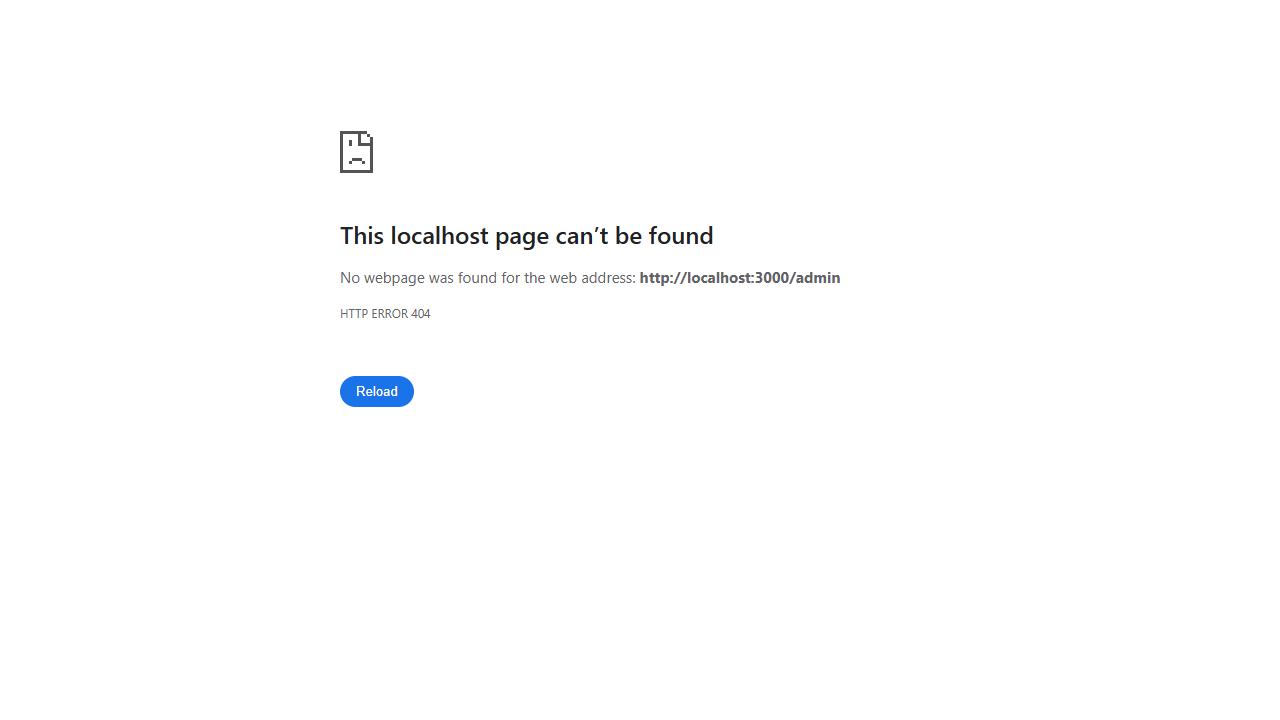 This localhost page can’t be found
No webpage was found for the web address: http://localhost:3000/admin
HTTP ERROR 404
Reload